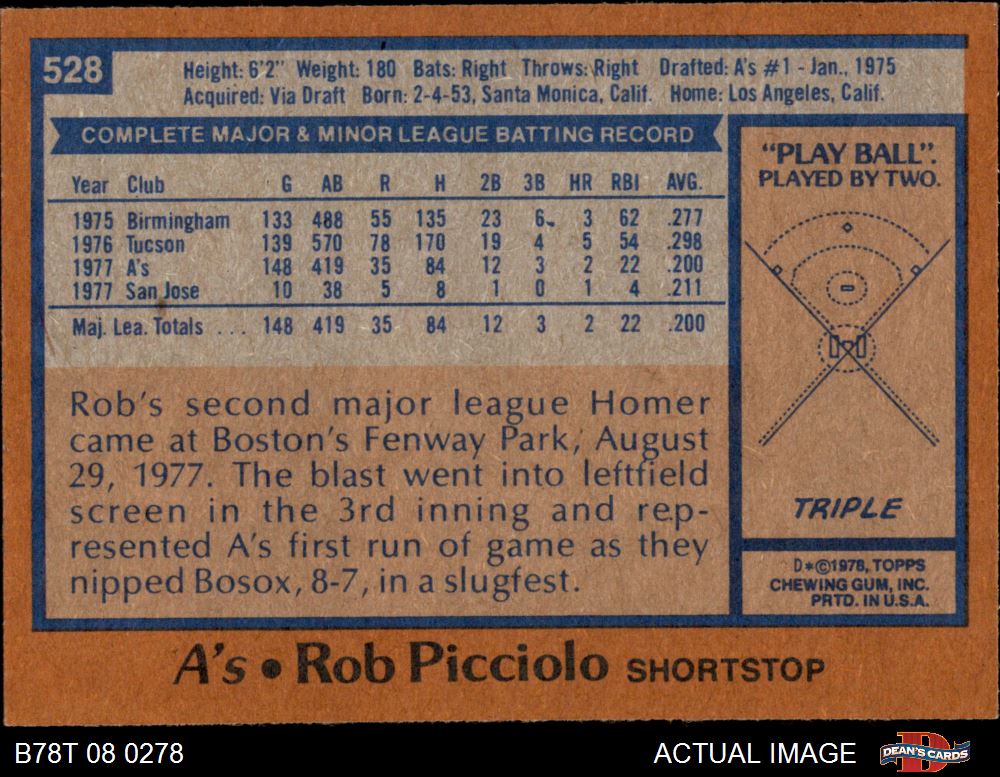 528
Height: 6'2" Weight: 180 Bats: Right Throws: Right Drafted: A's #1 - Jan., 1975
Acquired: Via Draft Born: 2-4-53, Santa Monica, Calif. Home: Los Angeles, Calif.
COMPLETE MAJOR & MINOR LEAGUE BATTING RECORD
Year Club G AB R H 2B 3B HR RBI AVG.
1975 Birmingham 133 488 55 135 23 6 3 62 .277
1976 Tucson 139 570 78 170 19 4 5 54 .298
1977 A's 148 419 35 84 12 3 2 22 .200
1977 San Jose 10 38 5 8 1 0 1 4 .211
Maj. Lea. Totals ... 148 419 35 84 12 3 2 22 .200
Rob's second major league Homer
came at Boston's Fenway Park, August
29, 1977. The blast went into leftfield
screen in the 3rd inning and rep-
resented A's first run of game as they
nipped Bosox, 8-7, in a slugfest.
"PLAY BALL".
PLAYED BY TWO.
TRIPLE
D*©1978, TOPPS
CHEWING GUM, INC.
PRTD. IN U.S.A.
A's • Rob Picciolo SHORTSTOP
B78T 08 0278
ACTUAL IMAGE
DEAN'S CARDS